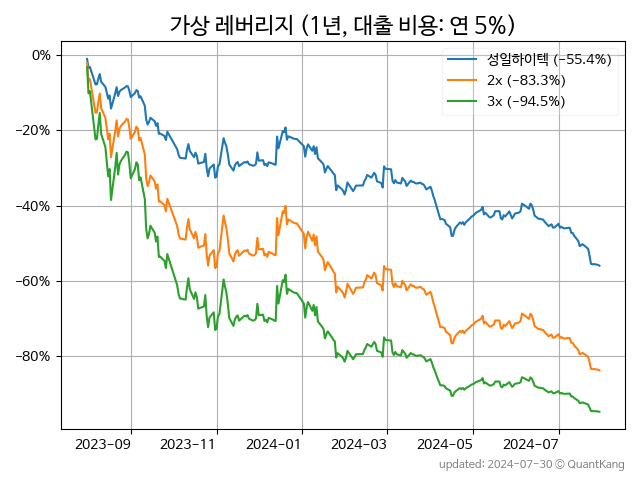 가상 레버리지 (1년, 대출 비용: 연 5%)
성일하이텍 (−55.4%)
2x (−83.3%)
3x (−94.5%)
0%
−20%
−40%
−60%
−80%
2023−09 2023−11 2024−01 2024−03 2024−05 2024−07
updated: 2024-07-30 © QuantKang